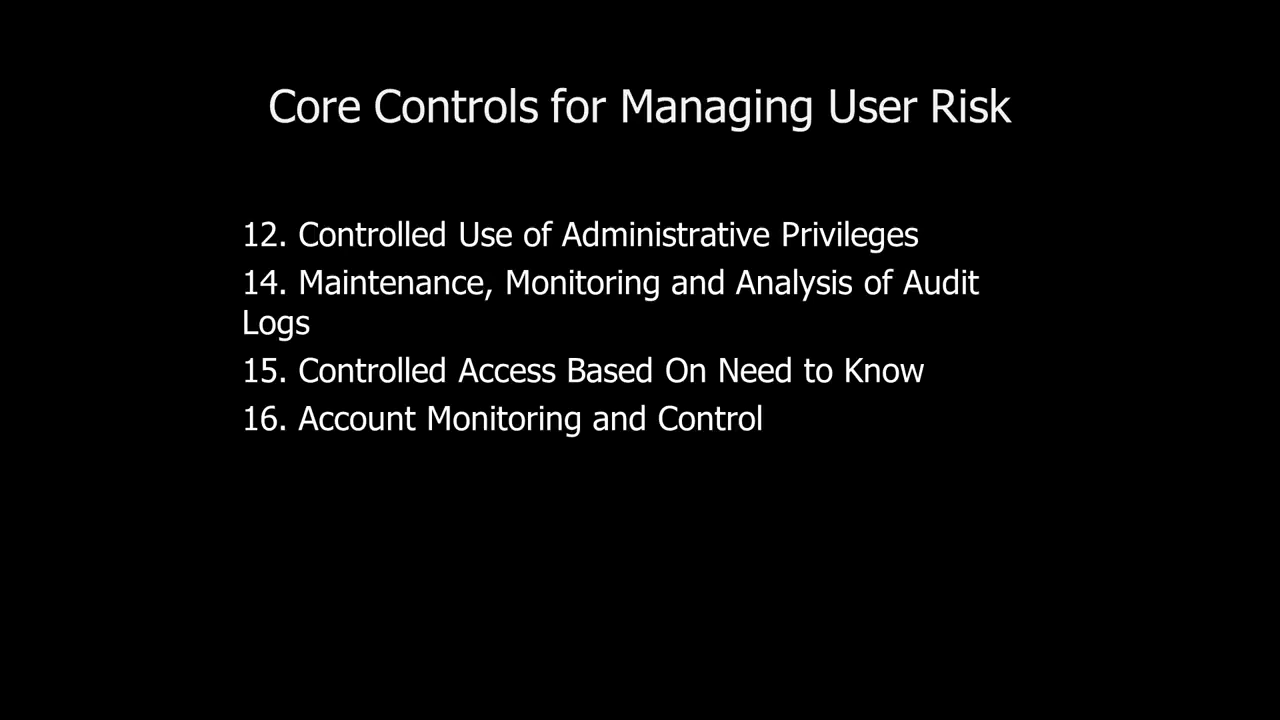 Core Controls for Managing User Risk
12. Controlled Use of Administrative Privileges
14. Maintenance, Monitoring and Analysis of Audit
Logs
15. Controlled Access Based On Need to Know
16. Account Monitoring and Control